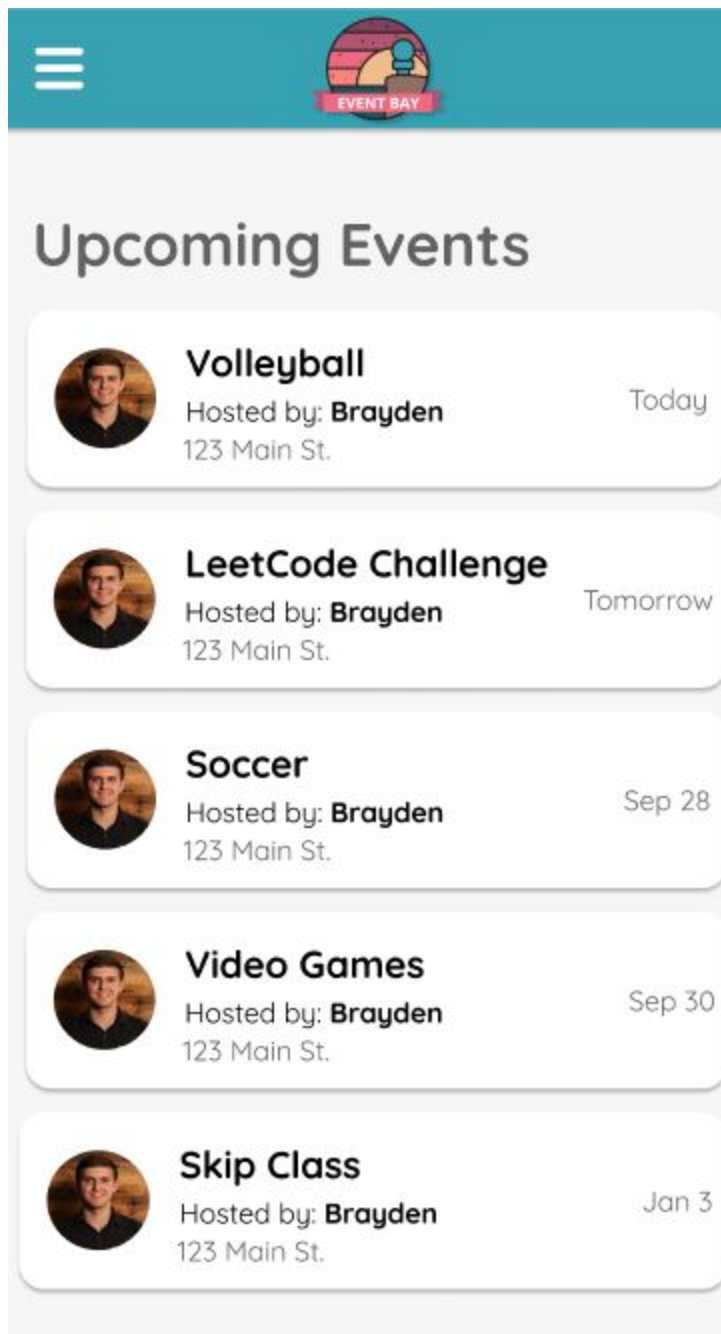 EVENT BAY
Upcoming Events
Volleyball
Hosted by: Brayden
123 Main St.
Today
LeetCode Challenge
Hosted by: Brayden
123 Main St.
Tomorrow
Soccer
Hosted by: Brayden
123 Main St.
Sep 28
Video Games
Hosted by: Brayden
123 Main St.
Sep 30
Skip Class
Hosted by: Brayden
123 Main St.
Jan 3